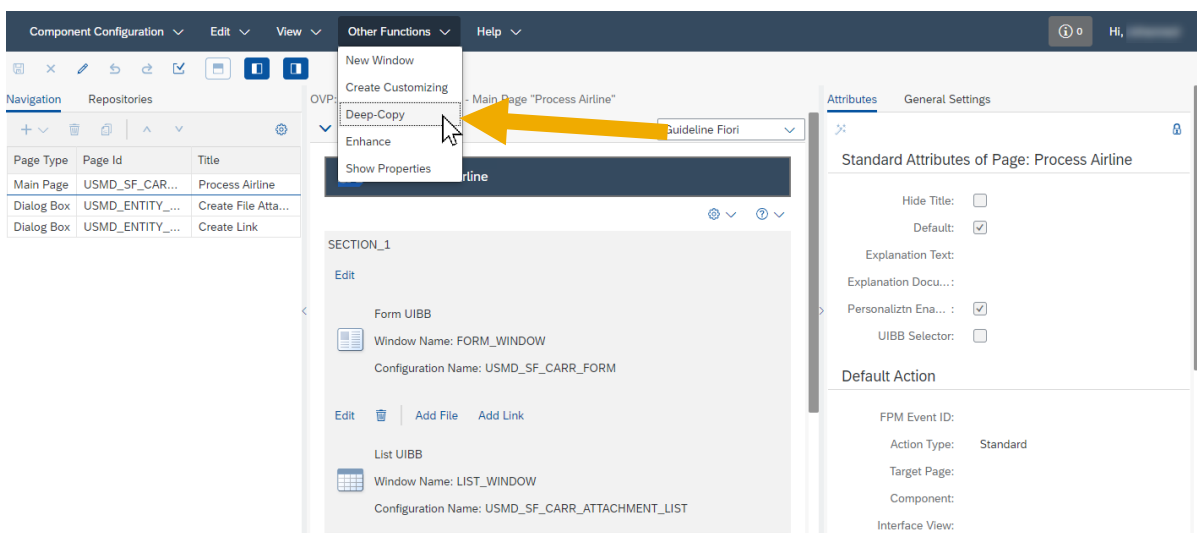 Component Configuration
Edit
View
Other Functions
Help
0
Hi,
New Window
Create Customizing
Deep-Copy
Enhance
Show Properties
Navigation
Repositories
Page Type
Page Id
Title
Main Page
USMD_SF_CAR...
Process Airline
Dialog Box
USMD_ENTITY_...
Create File Atta...
Dialog Box
USMD_ENTITY_...
Create Link
OVP:
- Main Page "Process Airline"
Guideline Fiori
rline
SECTION_1
Edit
Form UIBB
Window Name: FORM_WINDOW
Configuration Name: USMD_SF_CARR_FORM
Edit
Add File
Add Link
List UIBB
Window Name: LIST_WINDOW
Configuration Name: USMD_SF_CARR_ATTACHMENT_LIST
Attributes
General Settings
Standard Attributes of Page: Process Airline
Hide Title:
Default:
Explanation Text:
Explanation Docu...:
Personaliztn Ena... :
UIBB Selector:
Default Action
FPM Event ID:
Action Type: Standard
Target Page:
Component:
Interface View: